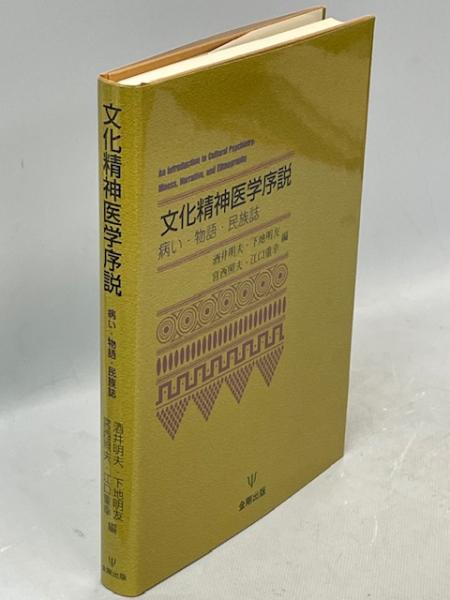 An Introduction to Cultural Psychiatry:
Illness, Narrative, and Ethnography
文化精神医学序説
病い・物語・民族誌
酒井明夫・下地明友
宮西照夫・江口重幸 編
金剛出版
文化精神医学序説
病い・物語・民族誌
酒井明夫・下地明友
宮西照夫・江口重幸 編
金剛出版